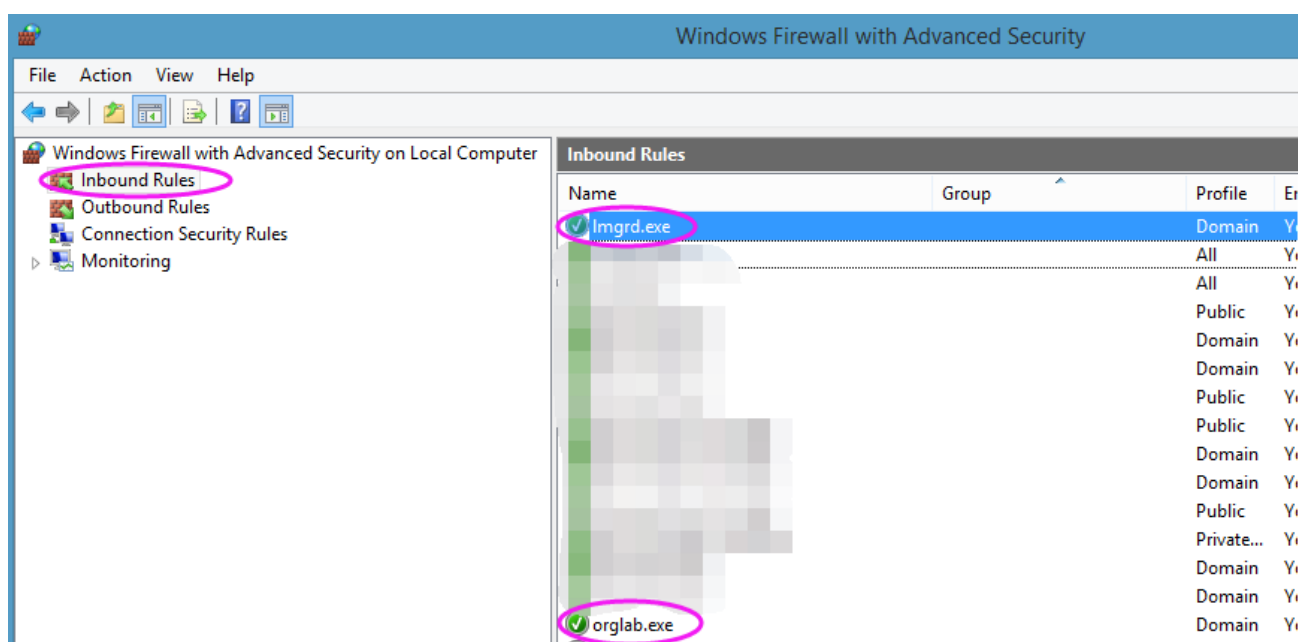 Windows Firewall with Advanced Security
File Action View Help
Windows Firewall with Advanced Security on Local Computer
Inbound Rules
Outbound Rules
Connection Security Rules
Monitoring
Inbound Rules
Name Group Profile
lmgrd.exe Domain
All
All
Public
Domain
Domain
Public
Public
Domain
Domain
Public
Private...
Domain
Domain
orglab.exe Domain